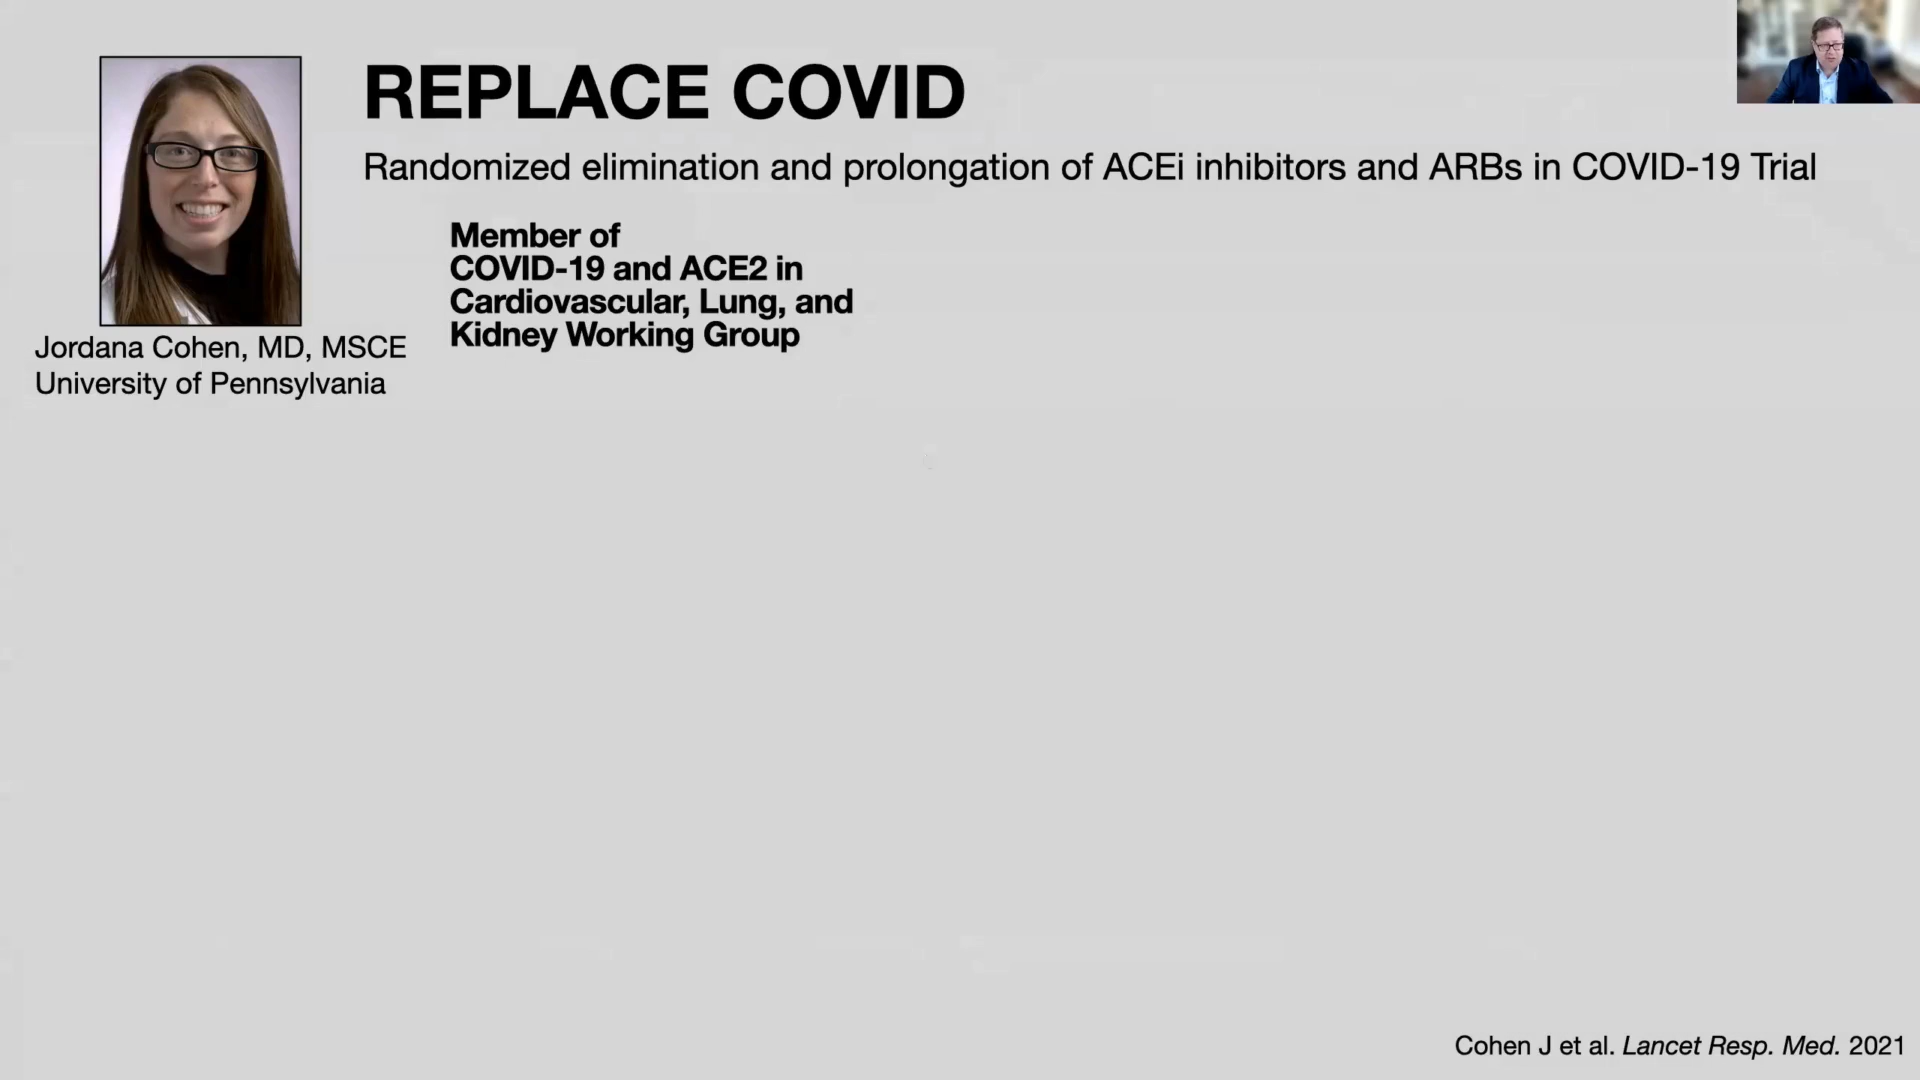 REPLACE COVID
Randomized elimination and prolongation of ACEi inhibitors and ARBs in COVID-19 Trial
Member of
COVID-19 and ACE2 in
Cardiovascular, Lung, and
Kidney Working Group
Jordana Cohen, MD, MSCE
University of Pennsylvania
Cohen J et al. Lancet Resp. Med. 2021